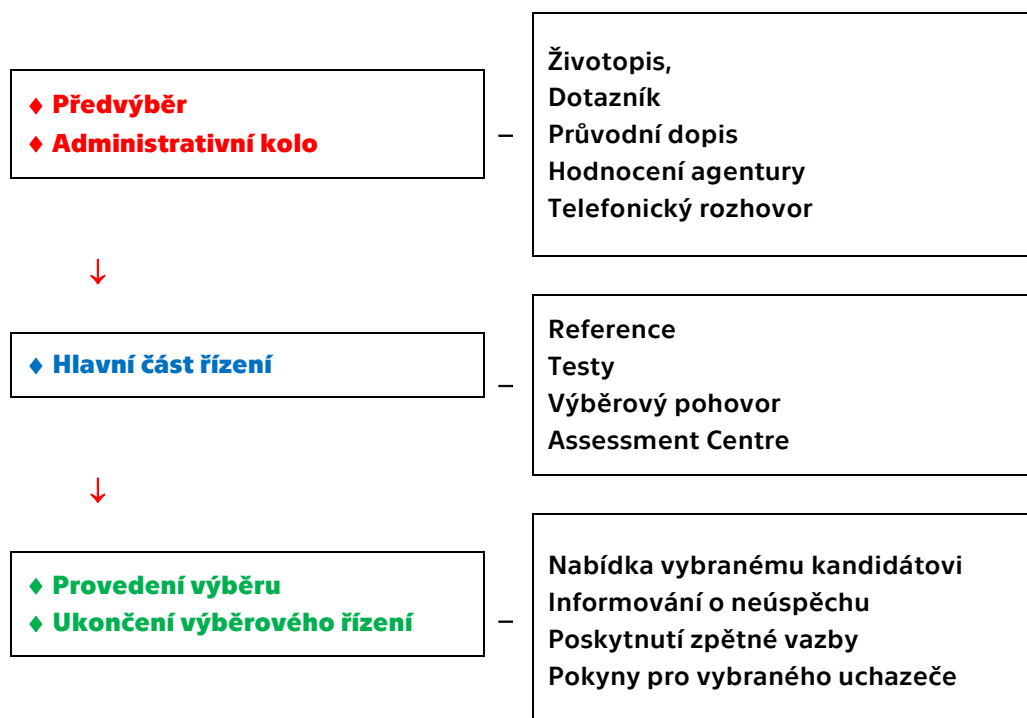 ♦ Předvýběr
♦ Administrativní kolo
–
Životopis,
Dotazník
Průvodní dopis
Hodnocení agentury
Telefonický rozhovor
↓
♦ Hlavní část řízení
–
Reference
Testy
Výběrový pohovor
Assessment Centre
↓
♦ Provedení výběru
♦ Ukončení výběrového řízení
–
Nabídka vybranému kandidátovi
Informování o neúspěchu
Poskytnutí zpětné vazby
Pokyny pro vybraného uchazeče